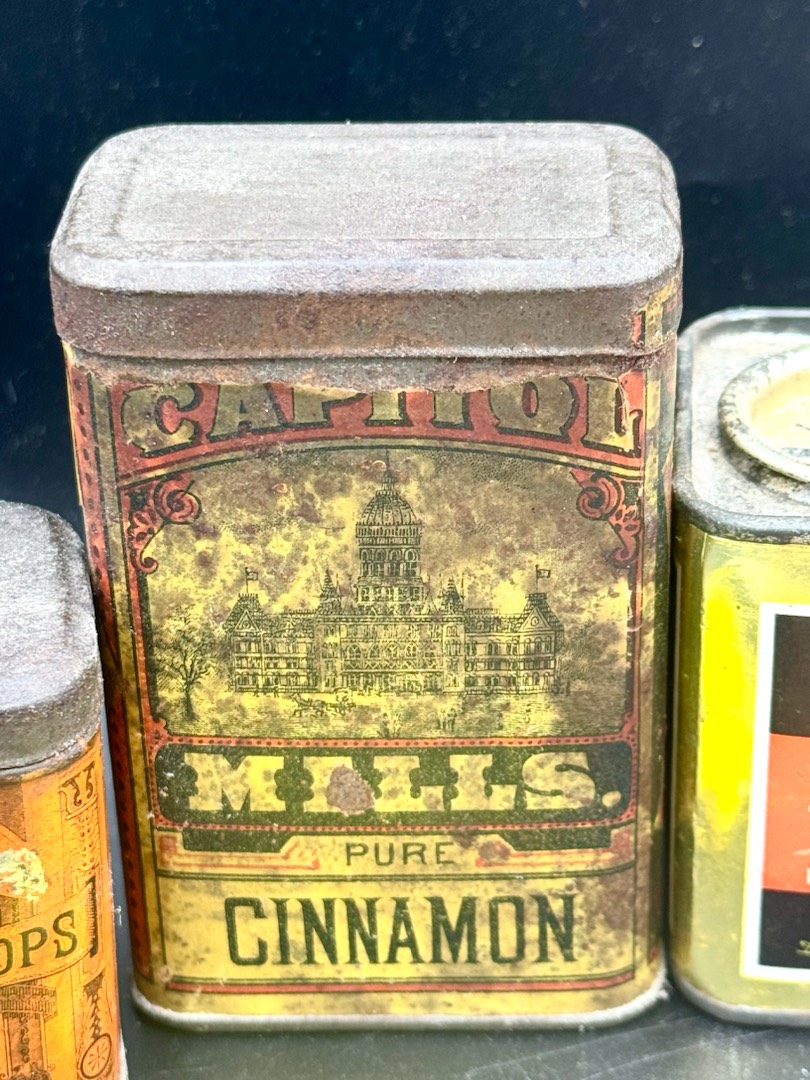 CAPITOL
MILLS.
PURE
CINNAMON
OPS